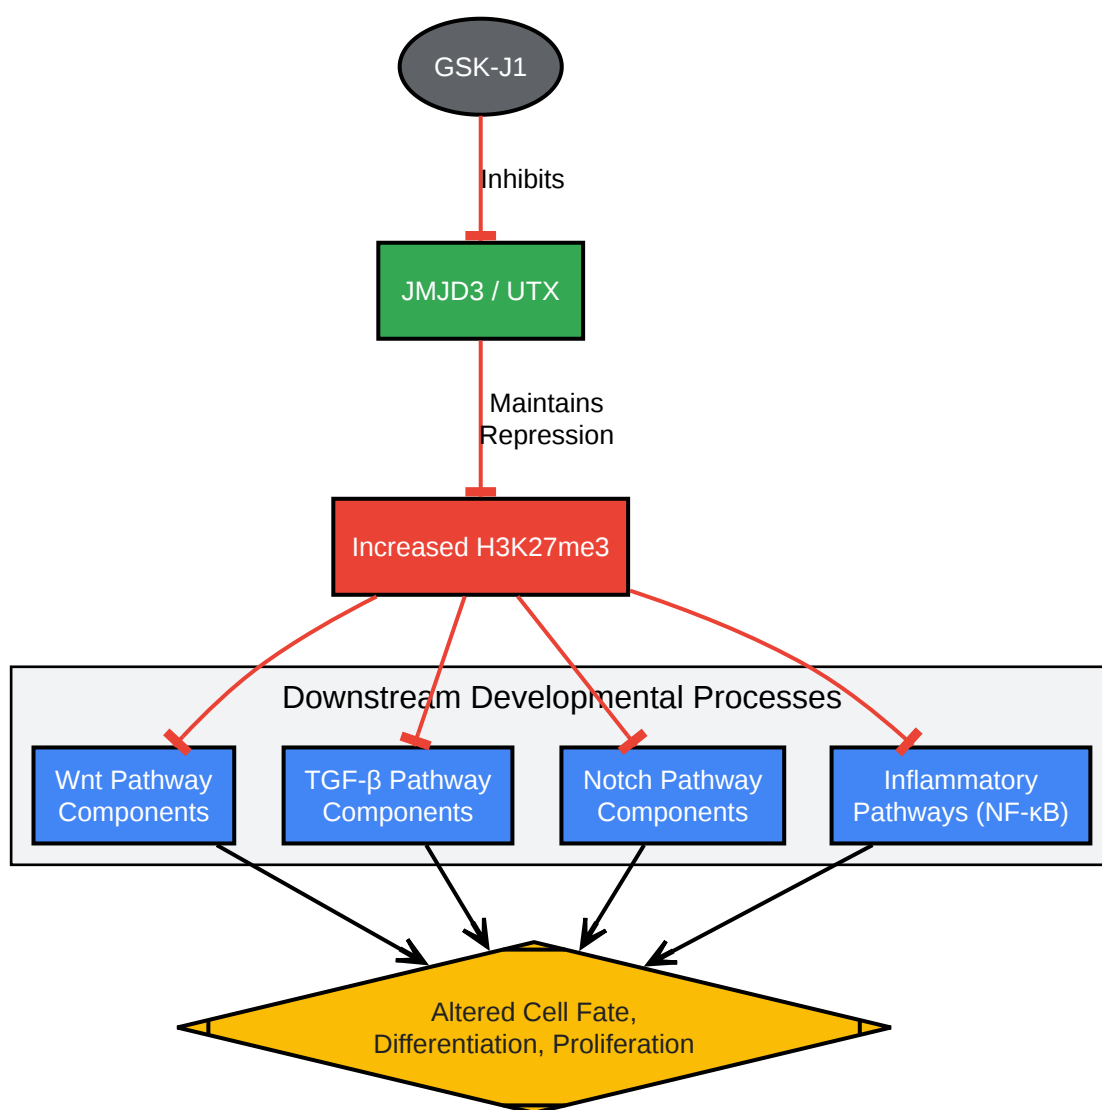 GSK-J1
Inhibits
JMJD3 / UTX
Maintains
Repression
Increased H3K27me3
Downstream Developmental Processes
Wnt Pathway
Components
TGF-β Pathway
Components
Notch Pathway
Components
Inflammatory
Pathways (NF-κB)
Altered Cell Fate,
Differentiation, Proliferation